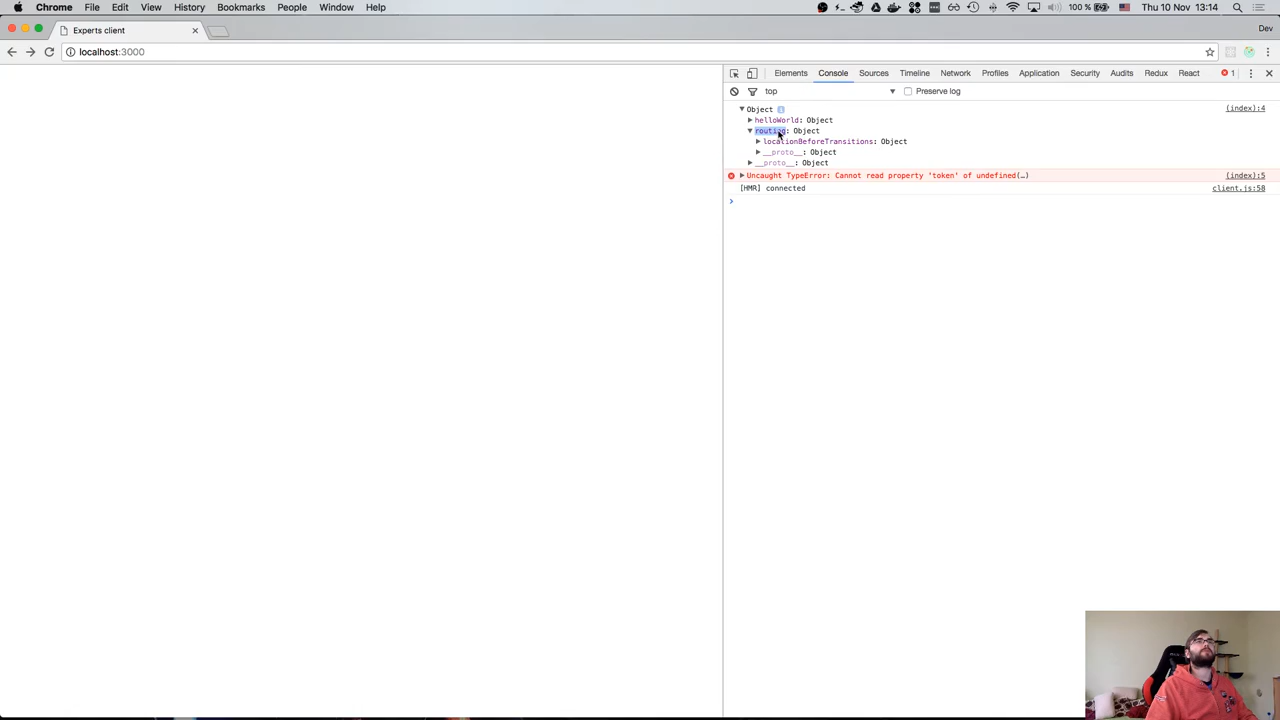 Chrome File Edit View History Bookmarks People Window Help 100 % Thu 10 Nov 13:14
Experts client Dev
localhost:3000
Elements Console Sources Timeline Network Profiles Application Security Audits Redux React 1
top Preserve log
Object (index):4
helloWorld: Object
routing: Object
locationBeforeTransitions: Object
__proto__: Object
__proto__: Object
Uncaught TypeError: Cannot read property 'token' of undefined(…) (index):5
[HMR] connected client.js:58